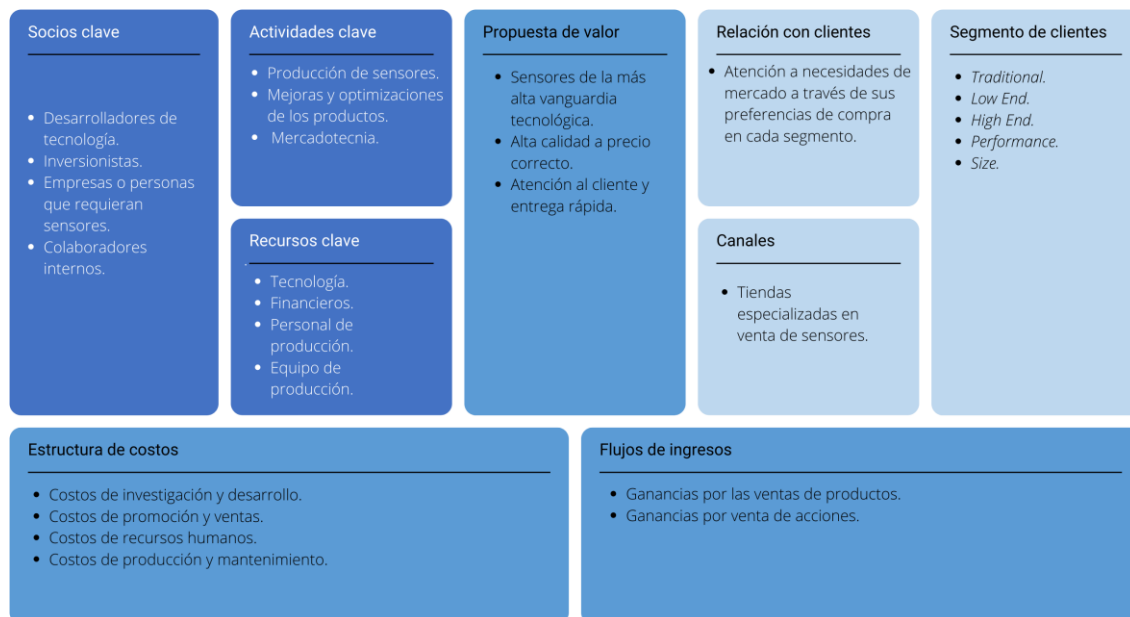 Socios clave
• Desarrolladores de
tecnología.
• Inversionistas.
• Empresas o personas
que requieran
sensores.
• Colaboradores
internos.
Actividades clave
• Producción de sensores.
• Mejoras y optimizaciones
de los productos.
• Mercadotecnia.
Recursos clave
• Tecnología.
• Financieros.
• Personal de
producción.
• Equipo de
producción.
Propuesta de valor
• Sensores de la más
alta vanguardia
tecnológica.
• Alta calidad a precio
correcto.
• Atención al cliente y
entrega rápida.
Relación con clientes
• Atención a necesidades de
mercado a través de sus
preferencias de compra
en cada segmento.
Canales
• Tiendas
especializadas en
venta de sensores.
Segmento de clientes
• Traditional.
• Low End.
• High End.
• Performance.
• Size.
Estructura de costos
• Costos de investigación y desarrollo.
• Costos de promoción y ventas.
• Costos de recursos humanos.
• Costos de producción y mantenimiento.
Flujos de ingresos
• Ganancias por las ventas de productos.
• Ganancias por venta de acciones.